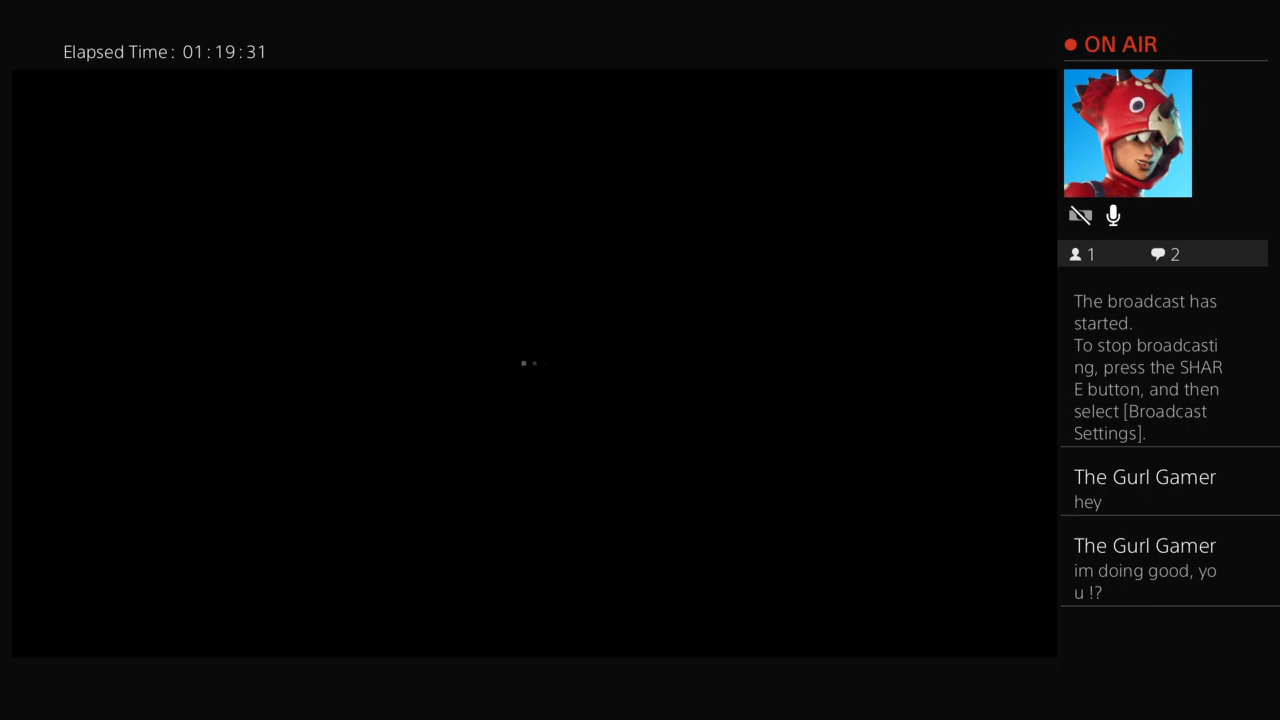 Elapsed Time: 01:19:31
ON AIR
1
2
The broadcast has
started.
To stop broadcasti
ng, press the SHAR
E button, and then
select [Broadcast
Settings].
The Gurl Gamer
hey
The Gurl Gamer
im doing good, yo
u !?